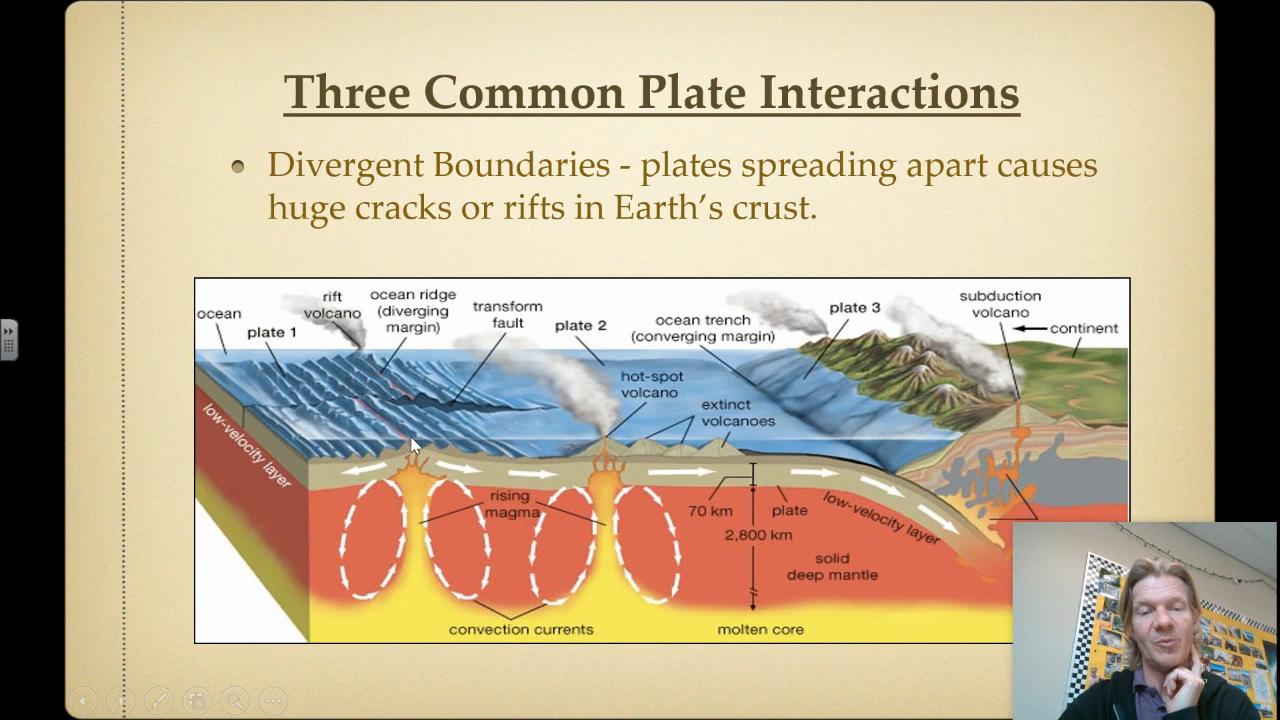 Three Common Plate Interactions
Divergent Boundaries - plates spreading apart causes
huge cracks or rifts in Earth’s crust.
ocean
plate 1
rift
volcano
ocean ridge
(diverging
margin)
transform
fault
plate 2
ocean trench
(converging margin)
plate 3
subduction
volcano
continent
hot-spot
volcano
extinct
volcanoes
low-velocity layer
rising
magma
70 km
plate
low-velocity layer
2,800 km
solid
deep mantle
convection currents
molten core